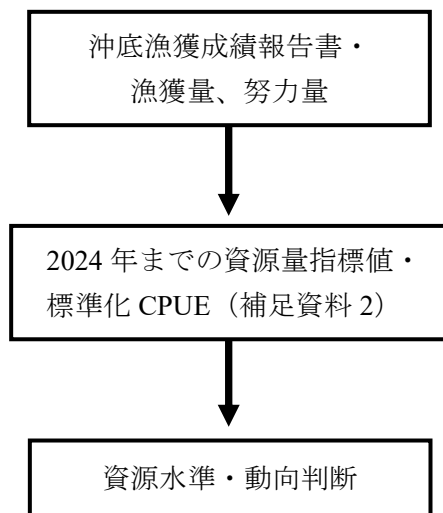 沖底漁獲成績報告書・
漁獲量、努力量
2024 年までの資源量指標値・
標準化 CPUE（補足資料 2）
資源水準・動向判断